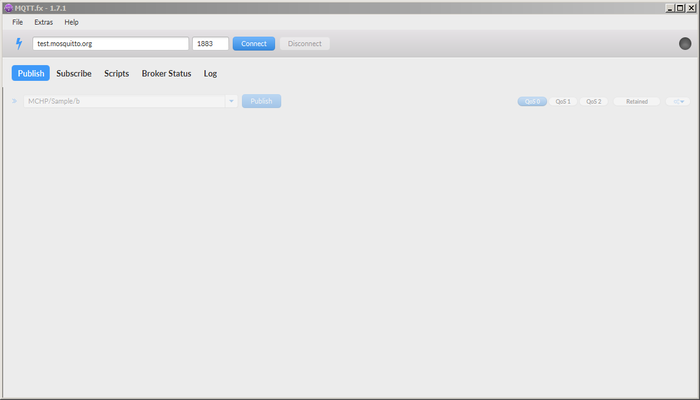 MQTT.fx - 1.7.1
File Extras Help
test.mosquitto.org 1883 Connect Disconnect
Publish Subscribe Scripts Broker Status Log
MCHP/Sample/b Publish QoS 0 QoS 1 QoS 2 Retained